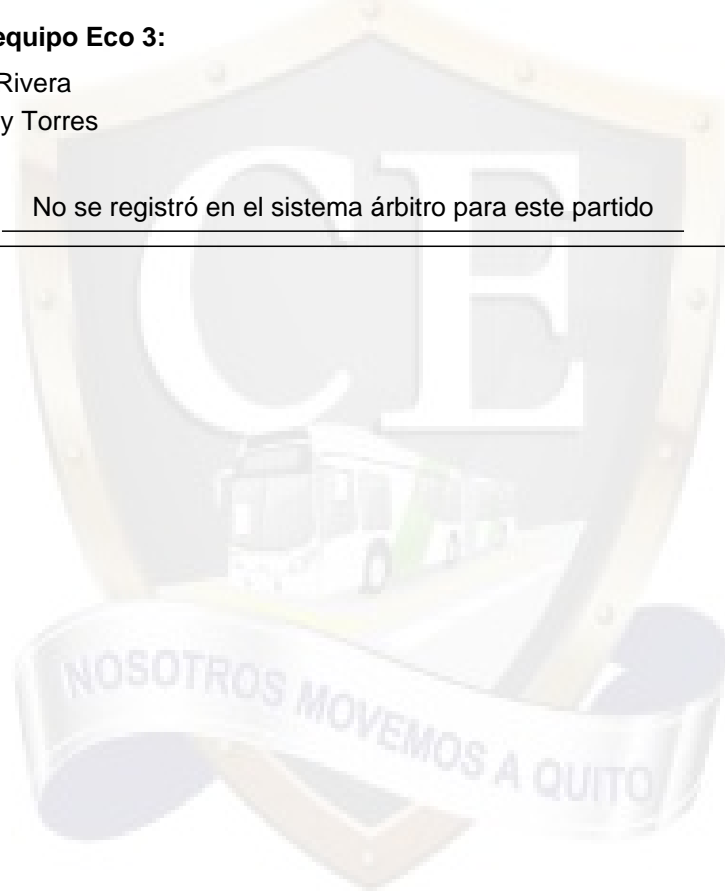 equipo Eco 3:
Rivera
y Torres
No se registró en el sistema árbitro para este partido
CE
NOSOTROS MOVEMOS A QUITO